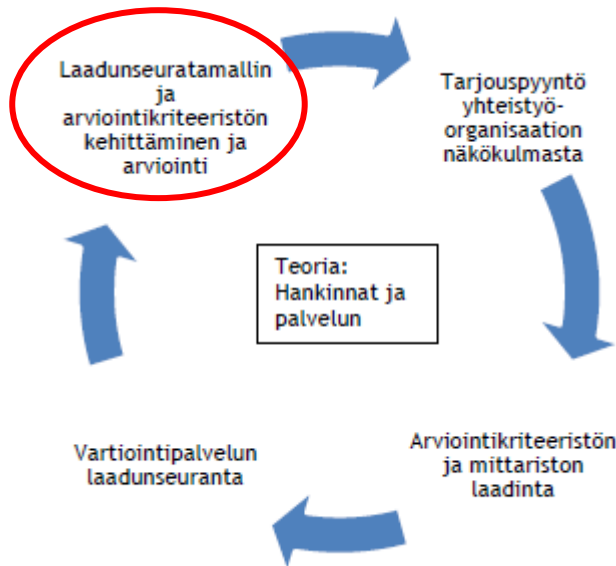 Laadunseuratamallin
ja
arviointikriteeristön
kehittäminen ja
arviointi
Tarjouspyyntö
yhteistyö-
organisaation
näkökulmasta
Teoria:
Hankinnat ja
palvelun
Arviointikriteeristön
ja mittariston
laadinta
Vartiointipalvelun
laadunseuranta